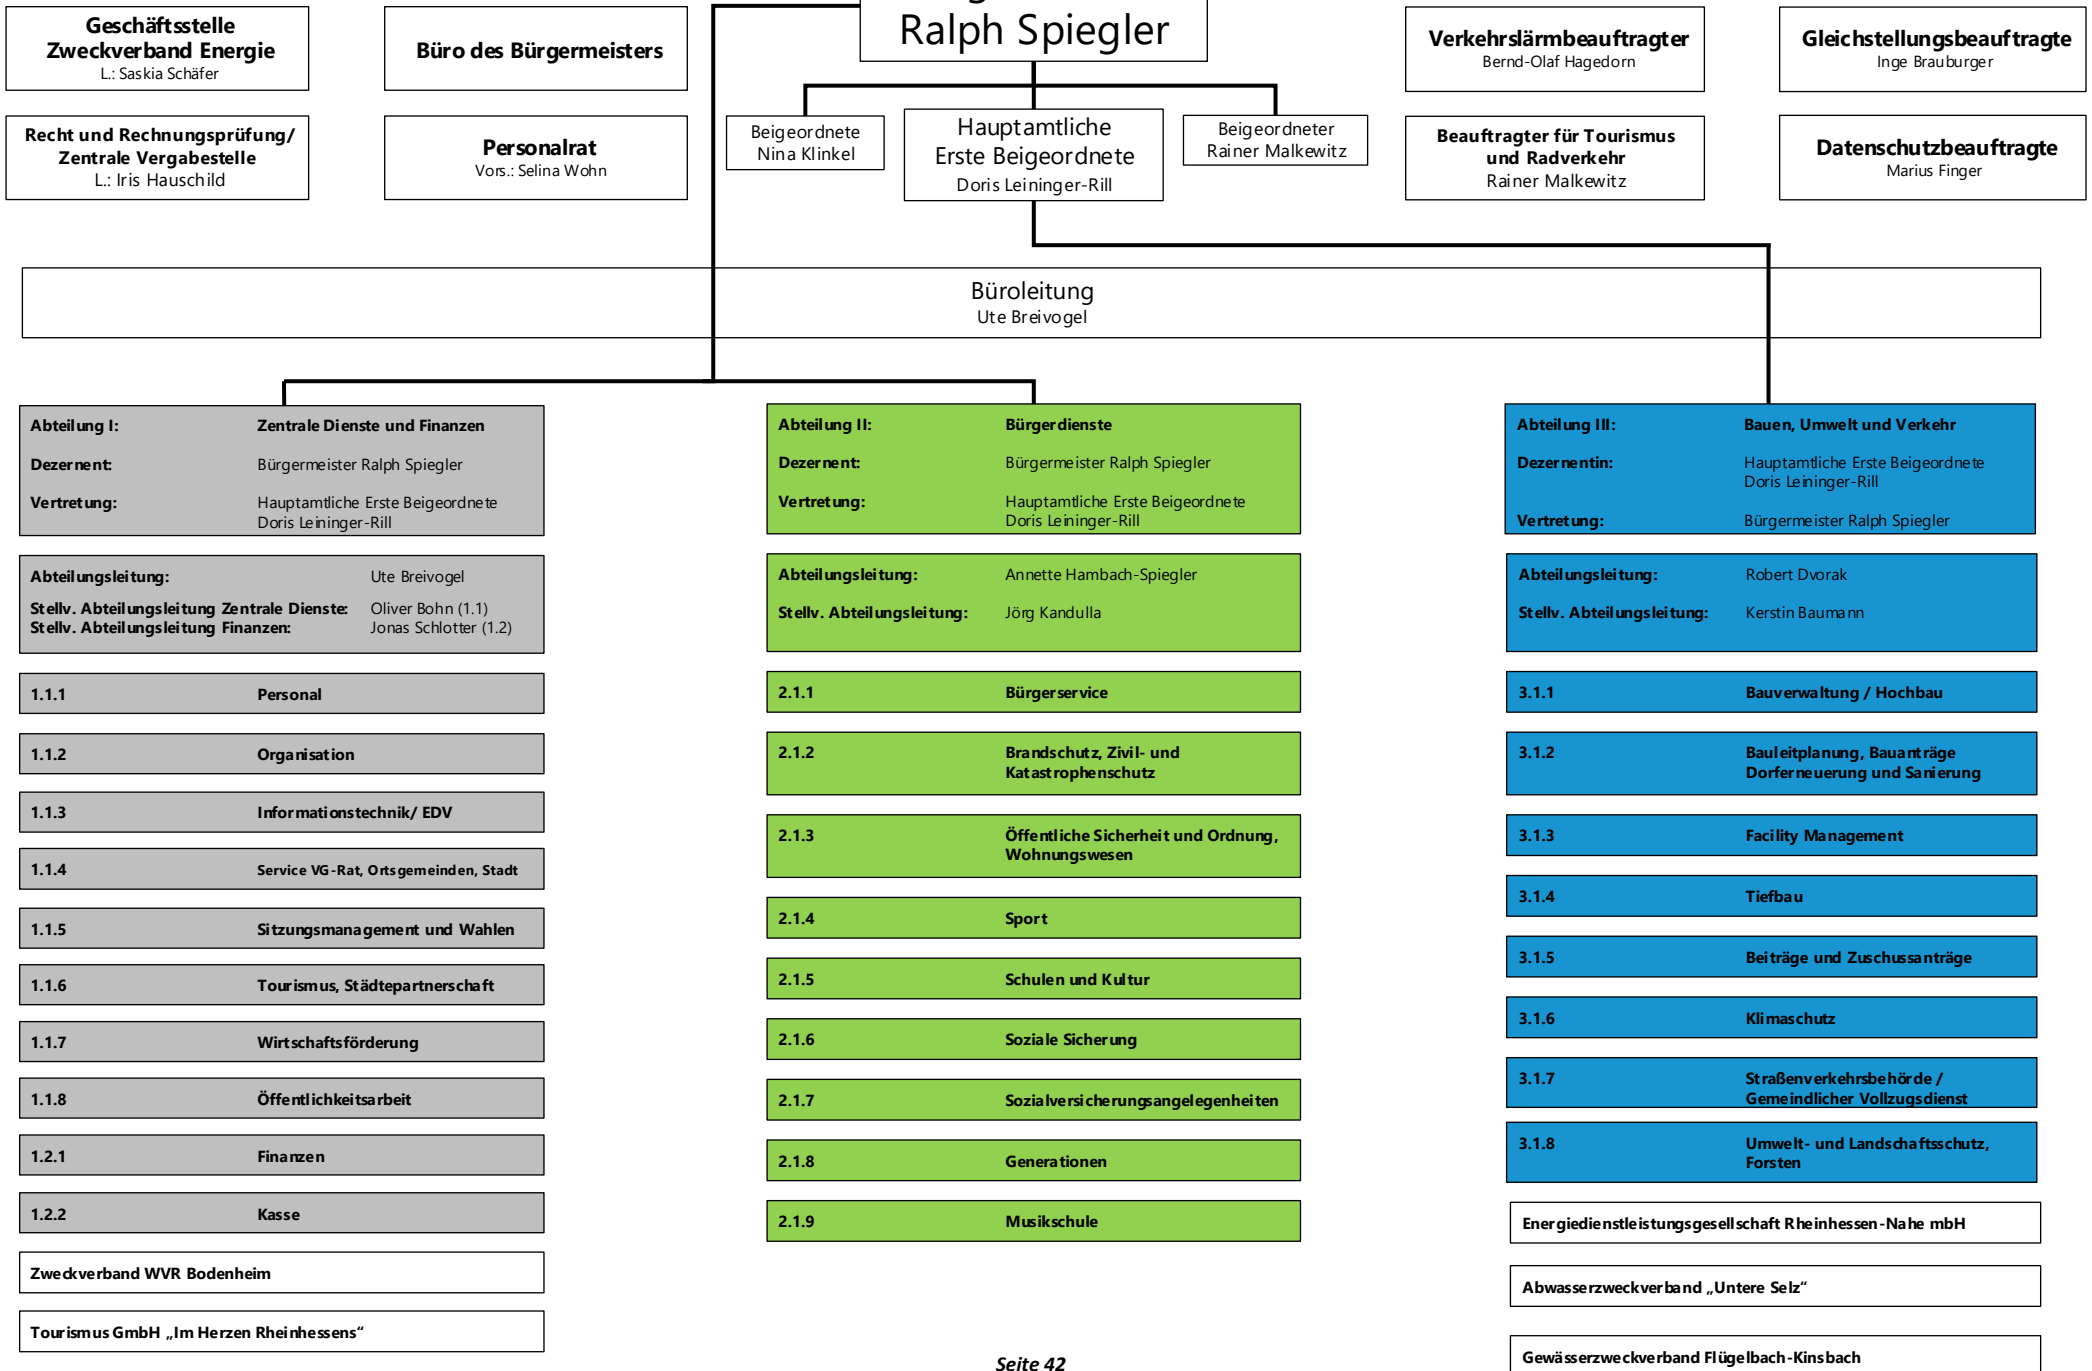 Geschäftsstelle
Zweckverband Energie
L.: Saskia Schäfer
Büro des Bürgermeisters
Ralph Spiegler
Verkehrslärmbeauftragter
Bernd-Olaf Hagedorn
Gleichstellungsbeauftragte
Inge Brauburger
Recht und Rechnungsprüfung/
Zentrale Vergabestelle
L.: Iris Hauschild
Personalrat
Vors.: Selina Wohn
Beigeordnete
Nina Klinkel
Hauptamtliche
Erste Beigeordnete
Doris Leininger-Rill
Beigeordneter
Rainer Malkewitz
Beauftragter für Tourismus
und Radverkehr
Rainer Malkewitz
Datenschutzbeauftragte
Marius Finger
Büroleitung
Ute Breivogel
Abteilung I: Zentrale Dienste und Finanzen
Dezernent: Bürgermeister Ralph Spiegler
Vertretung: Hauptamtliche Erste Beigeordnete
Doris Leininger-Rill
Abteilungsleitung: Ute Breivogel
Stellv. Abteilungsleitung Zentrale Dienste: Oliver Bohn (1.1)
Stellv. Abteilungsleitung Finanzen: Jonas Schlotter (1.2)
1.1.1 Personal
1.1.2 Organisation
1.1.3 Informationstechnik/ EDV
1.1.4 Service VG-Rat, Ortsgemeinden, Stadt
1.1.5 Sitzungsmanagement und Wahlen
1.1.6 Tourismus, Städtepartnerschaft
1.1.7 Wirtschaftsförderung
1.1.8 Öffentlichkeitsarbeit
1.2.1 Finanzen
1.2.2 Kasse
Zweckverband WVR Bodenheim
Tourismus GmbH „Im Herzen Rheinhessens“
Abteilung II: Bürgerdienste
Dezernent: Bürgermeister Ralph Spiegler
Vertretung: Hauptamtliche Erste Beigeordnete
Doris Leininger-Rill
Abteilungsleitung: Annette Hambach-Spiegler
Stellv. Abteilungsleitung: Jörg Kandulla
2.1.1 Bürgerservice
2.1.2 Brandschutz, Zivil- und
Katastrophenschutz
2.1.3 Öffentliche Sicherheit und Ordnung,
Wohnungswesen
2.1.4 Sport
2.1.5 Schulen und Kultur
2.1.6 Soziale Sicherung
2.1.7 Sozialversicherungsangelegenheiten
2.1.8 Generationen
2.1.9 Musikschule
Abteilung III: Bauen, Umwelt und Verkehr
Dezernentin: Hauptamtliche Erste Beigeordnete
Doris Leininger-Rill
Vertretung: Bürgermeister Ralph Spiegler
Abteilungsleitung: Robert Dvorak
Stellv. Abteilungsleitung: Kerstin Baumann
3.1.1 Bauverwaltung / Hochbau
3.1.2 Bauleitplanung, Bauanträge
Dorferneuerung und Sanierung
3.1.3 Facility Management
3.1.4 Tiefbau
3.1.5 Beiträge und Zuschussanträge
3.1.6 Klimaschutz
3.1.7 Straßenverkehrsbehörde /
Gemeindlicher Vollzugsdienst
3.1.8 Umwelt- und Landschaftsschutz,
Forsten
Energiedienstleistungsgesellschaft Rheinhessen-Nahe mbH
Abwasserzweckverband „Untere Selz“
Gewässerzweckverband Flügelbach-Kinsbach
Seite 42